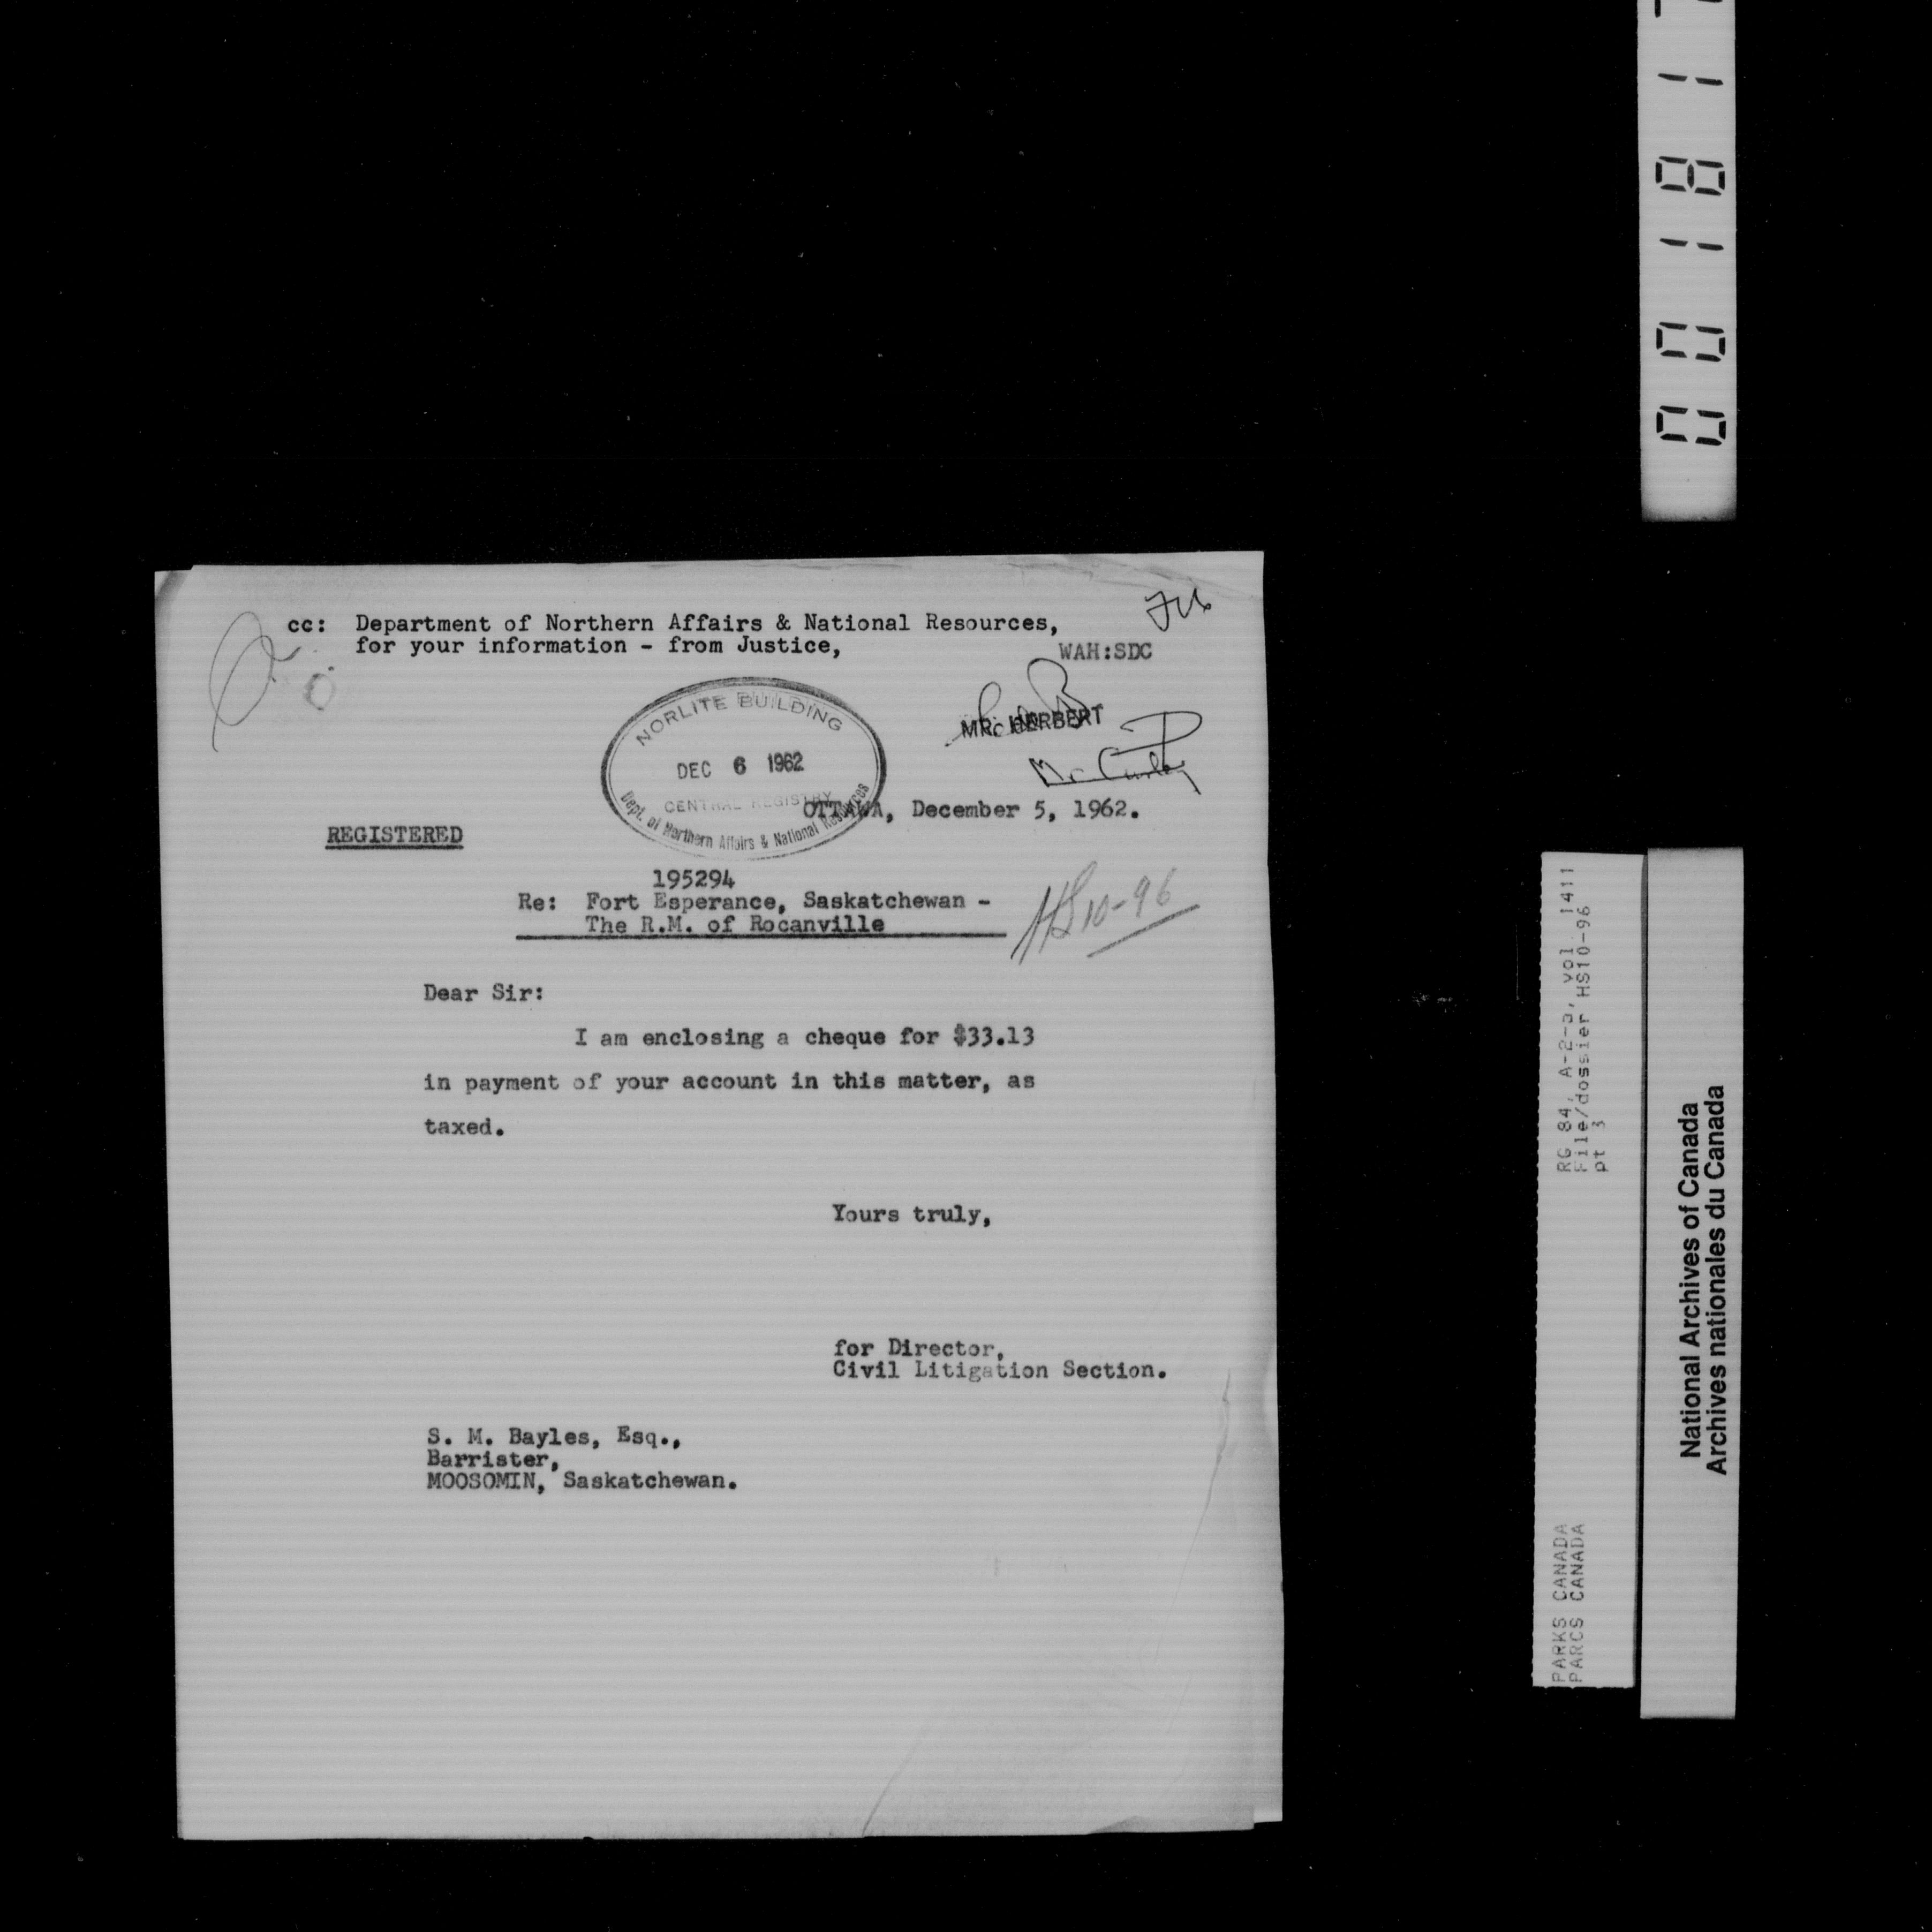 cc: Department of Northern Affairs & National Resources,
for your information - from Justice,
WAH:SDC
NORLITE BUILDING
DEC 6 1962
CENTRAL REGISTRY
Dept. of Northern Affairs & National Resources
MR. HERBERT
Mr. Curley
OTTAWA, December 5, 1962.
REGISTERED
195294
Re: Fort Esperance, Saskatchewan -
The R.M. of Rocanville
HS 10-96
Dear Sir:
I am enclosing a cheque for $33.13
in payment of your account in this matter, as
taxed.
Yours truly,
for Director,
Civil Litigation Section.
S. M. Bayles, Esq.,
Barrister,
MOOSOMIN, Saskatchewan.
RG 84, A-2-a, vol. 1411
File/dossier HS10-96
pt 3
PARKS CANADA
PARCS CANADA
National Archives of Canada
Archives nationales du Canada